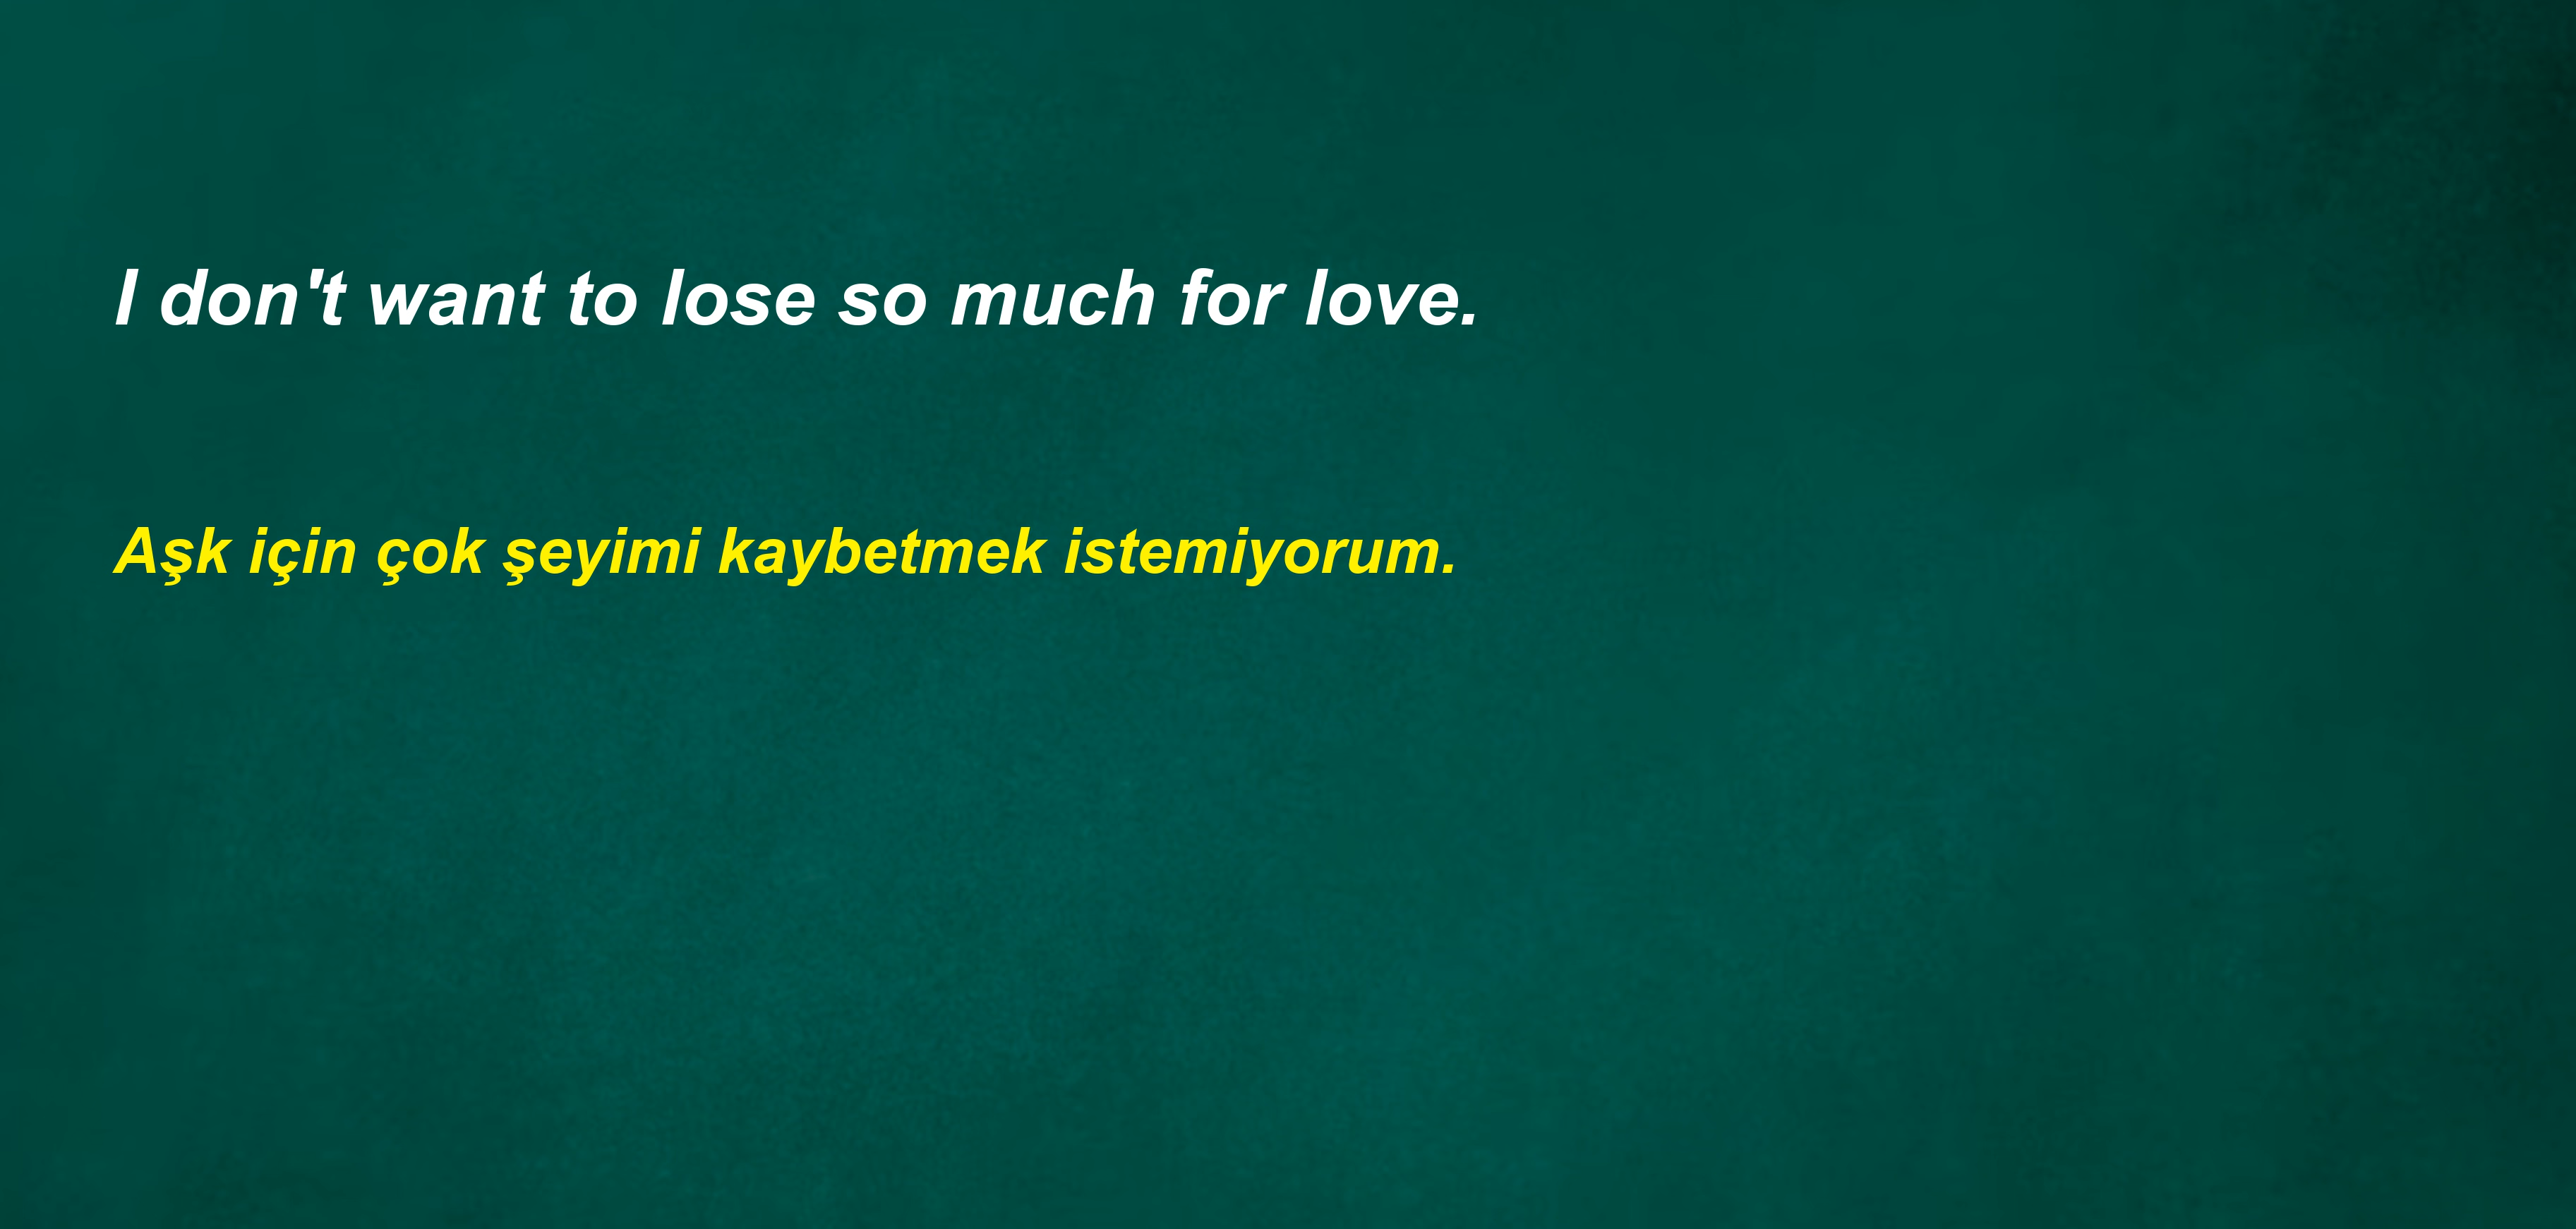 I don't want to lose so much for love.
Aşk için çok şeyimi kaybetmek istemiyorum.